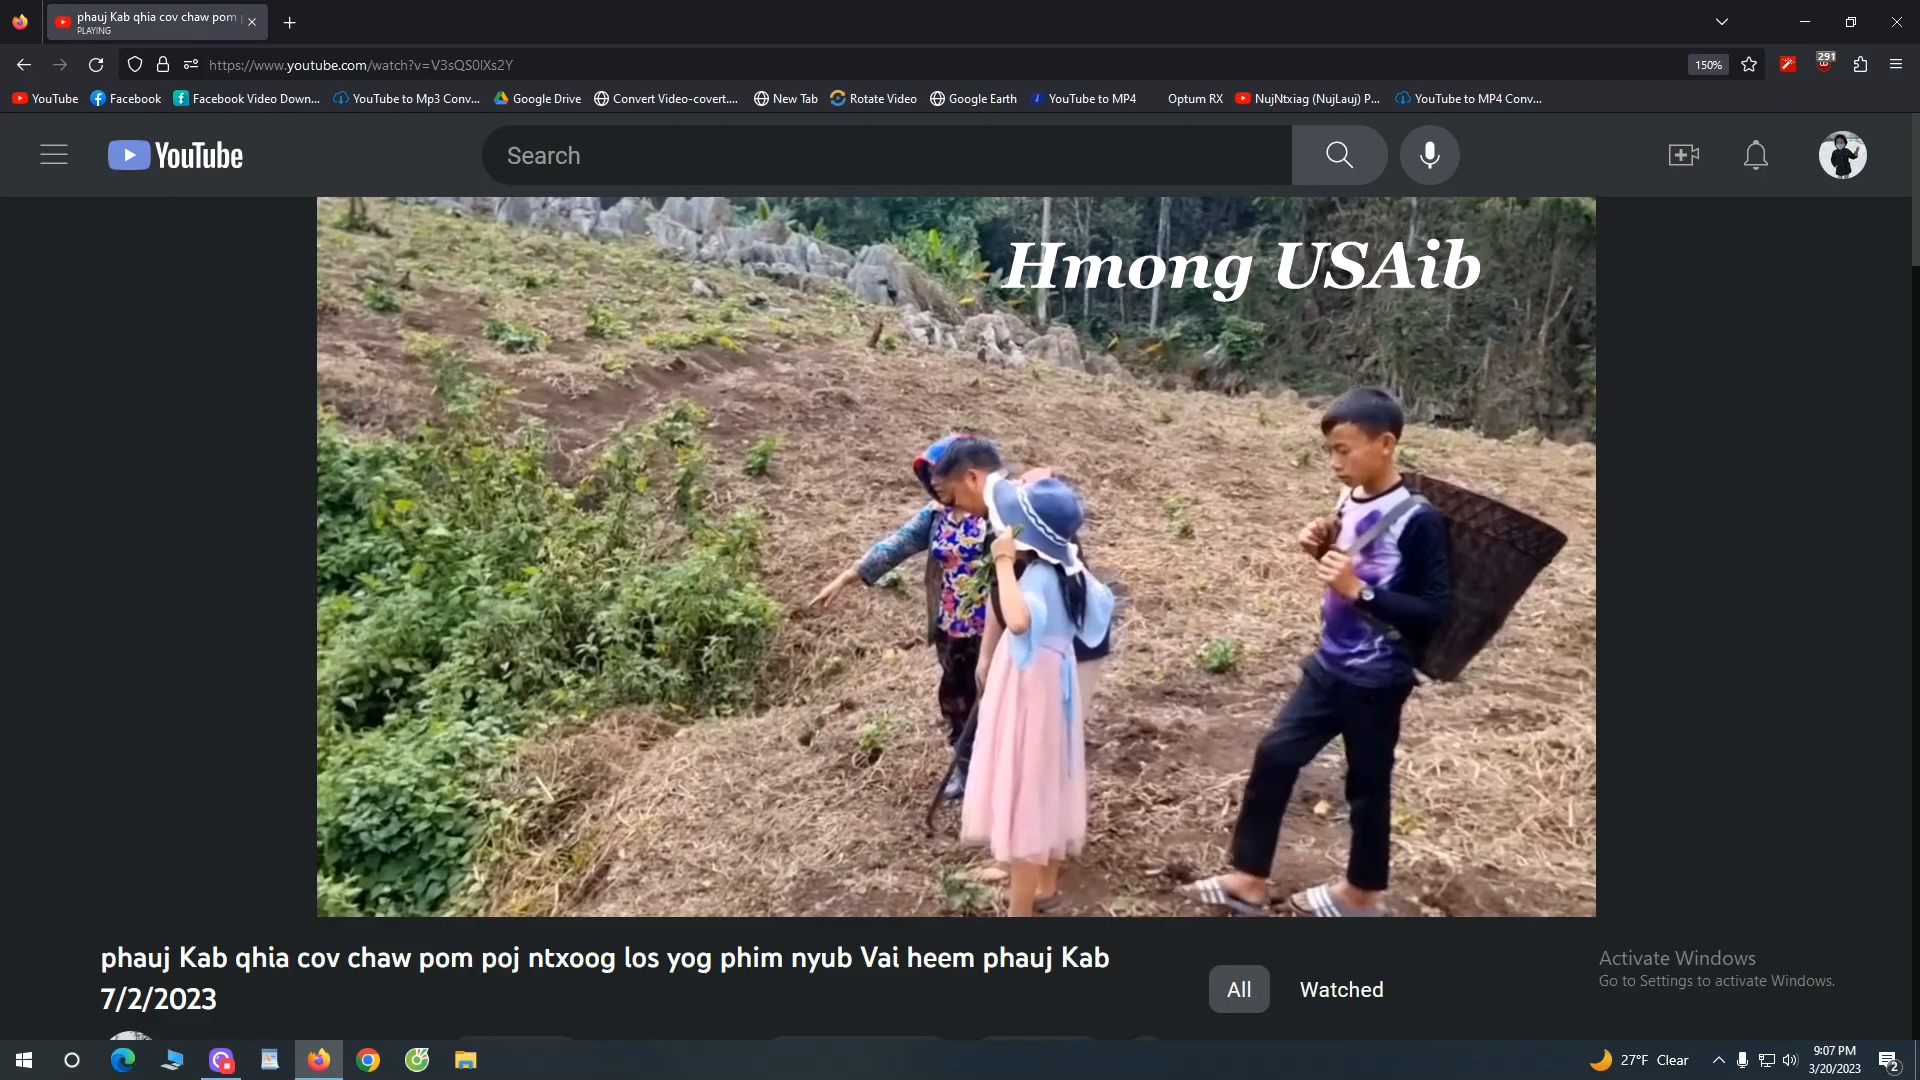 phauj Kab qhia cov chaw pom
PLAYING
https://www.youtube.com/watch?v=V3sQS0lXs2Y
150%
291
YouTube
Facebook
Facebook Video Down...
YouTube to Mp3 Conv...
Google Drive
Convert Video-covert....
New Tab
Rotate Video
Google Earth
YouTube to MP4
Optum RX
NujNtxiag (NujLauj) P...
YouTube to MP4 Conv...
YouTube
Search
Hmong USAib
phauj Kab qhia cov chaw pom poj ntxoog los yog phim nyub Vai heem phauj Kab
7/2/2023
All
Watched
Activate Windows
Go to Settings to activate Windows.
27°F Clear
9:07 PM
3/20/2023
2